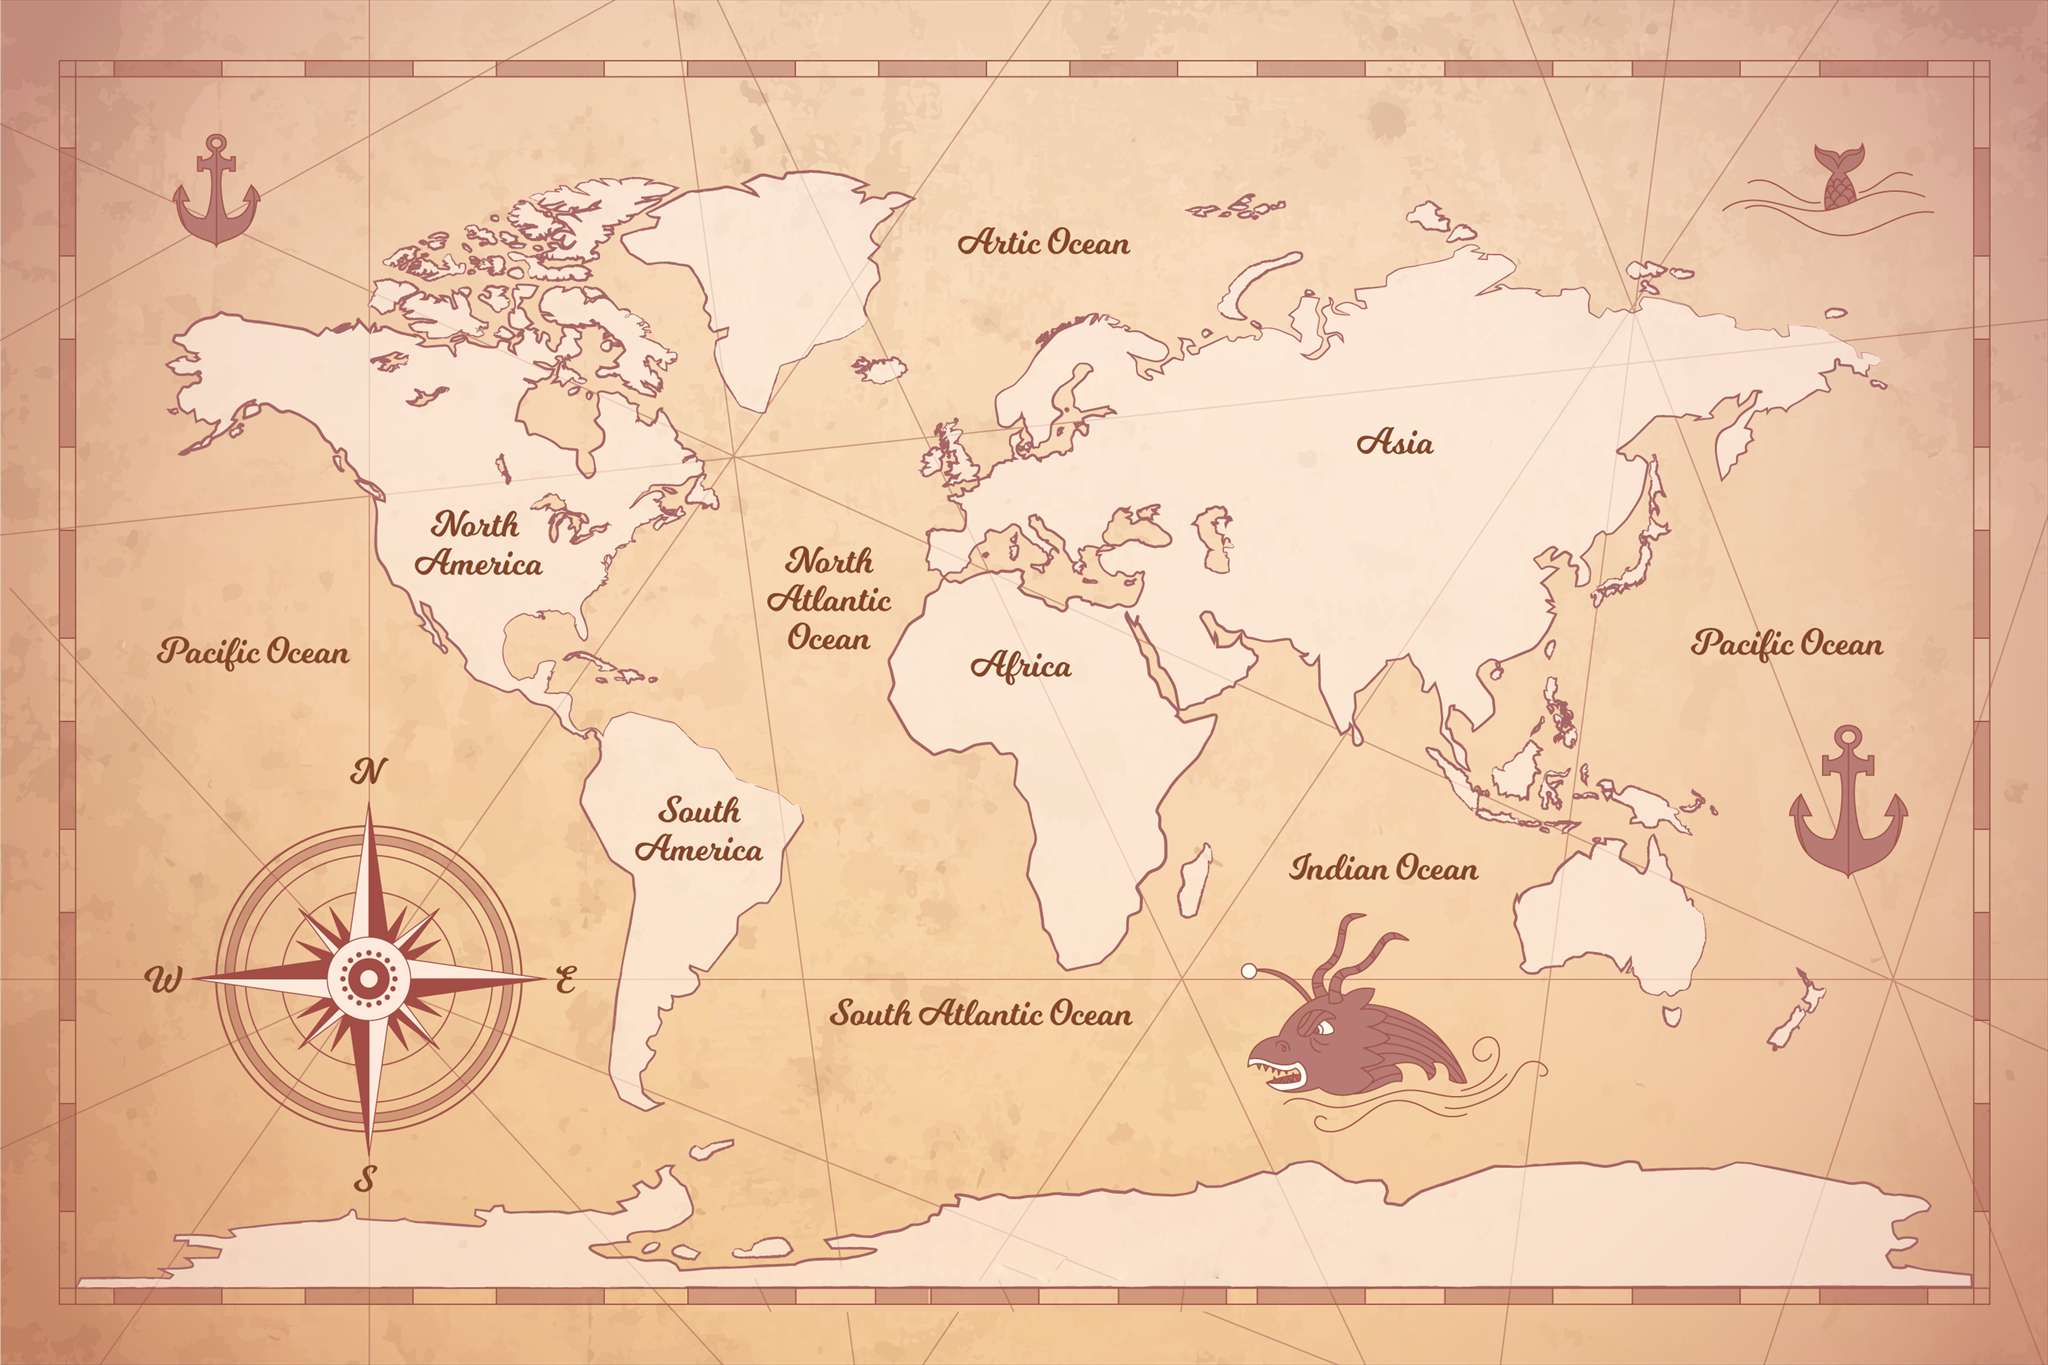 Artic Ocean
Asia
North
America
North
Atlantic
Ocean
Pacific Ocean
Africa
Pacific Ocean
N
South
America
Indian Ocean
W
E
South Atlantic Ocean
S